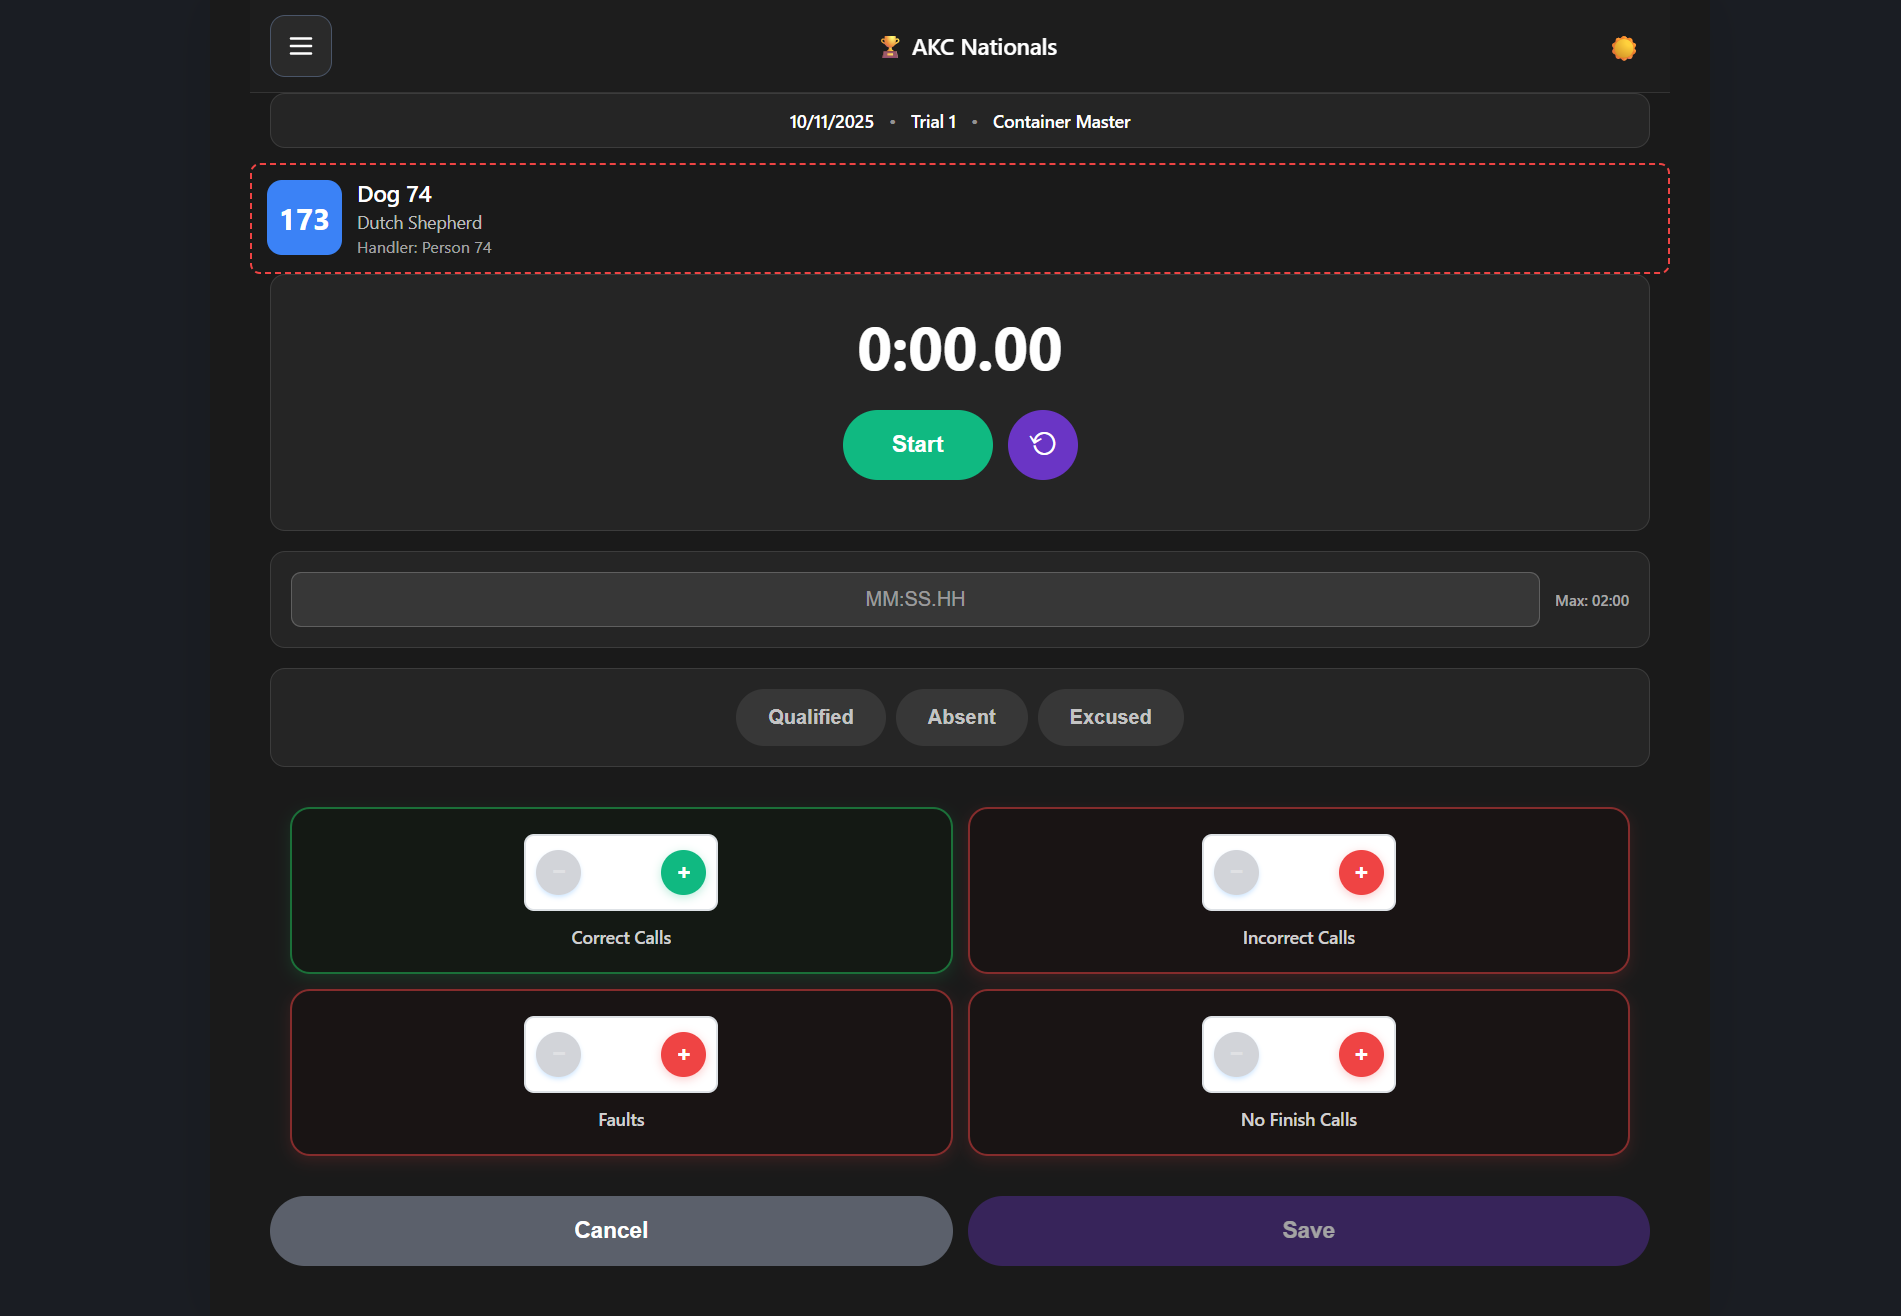 🏆 AKC Nationals
10/11/2025 • Trial 1 • Container Master
173
Dog 74
Dutch Shepherd
Handler: Person 74
0:00.00
Start
MM:SS.HH
Max: 02:00
Qualified Absent Excused
− +
− +
Correct Calls
Incorrect Calls
− +
− +
Faults
No Finish Calls
Cancel
Save